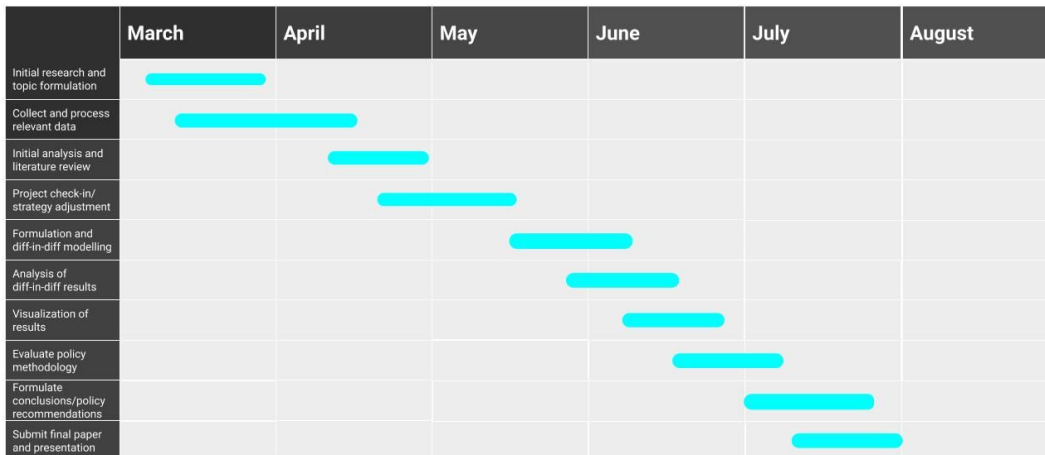 March
April
May
June
July
August
Initial research and
topic formulation
Collect and process
relevant data
Initial analysis and
literature review
Project check-in/
strategy adjustment
Formulation and
diff-in-diff modelling
Analysis of
diff-in-diff results
Visualization of
results
Evaluate policy
methodology
Formulate
conclusions/policy
recommendations
Submit final paper
and presentation